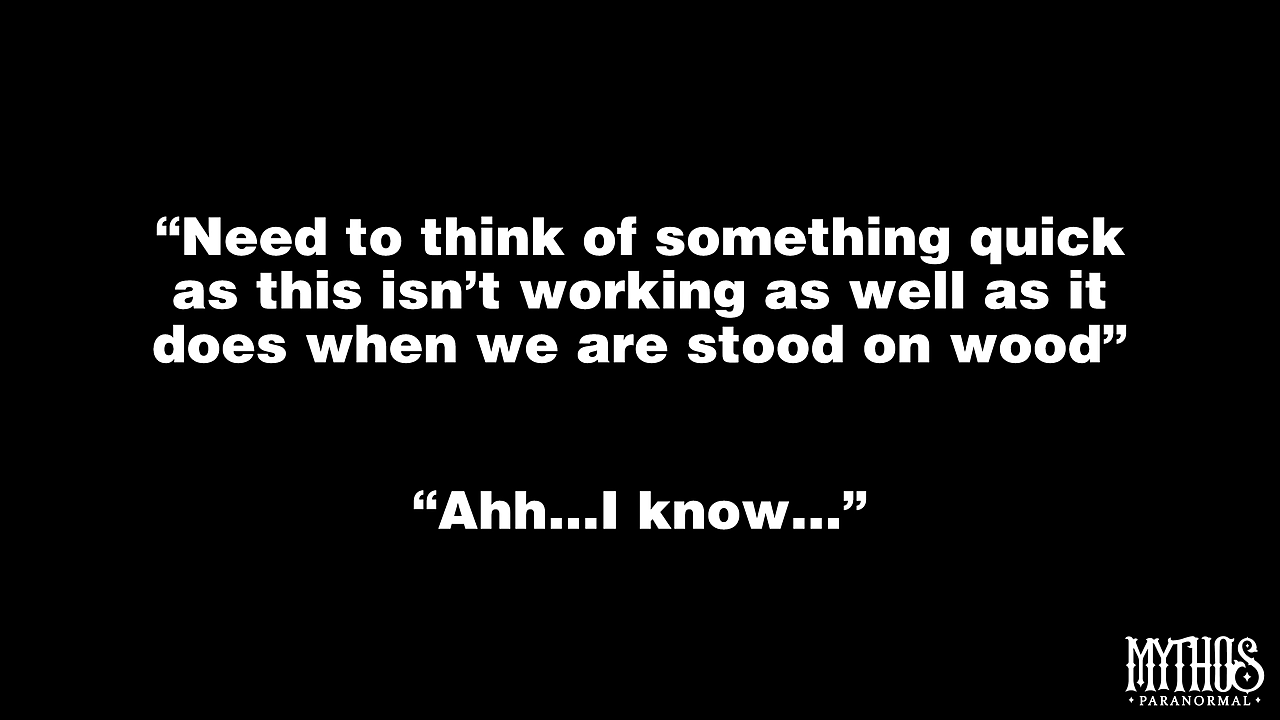 “Need to think of something quick
as this isn’t working as well as it
does when we are stood on wood”
“Ahh...I know...”
MYTHOS
PARANORMAL